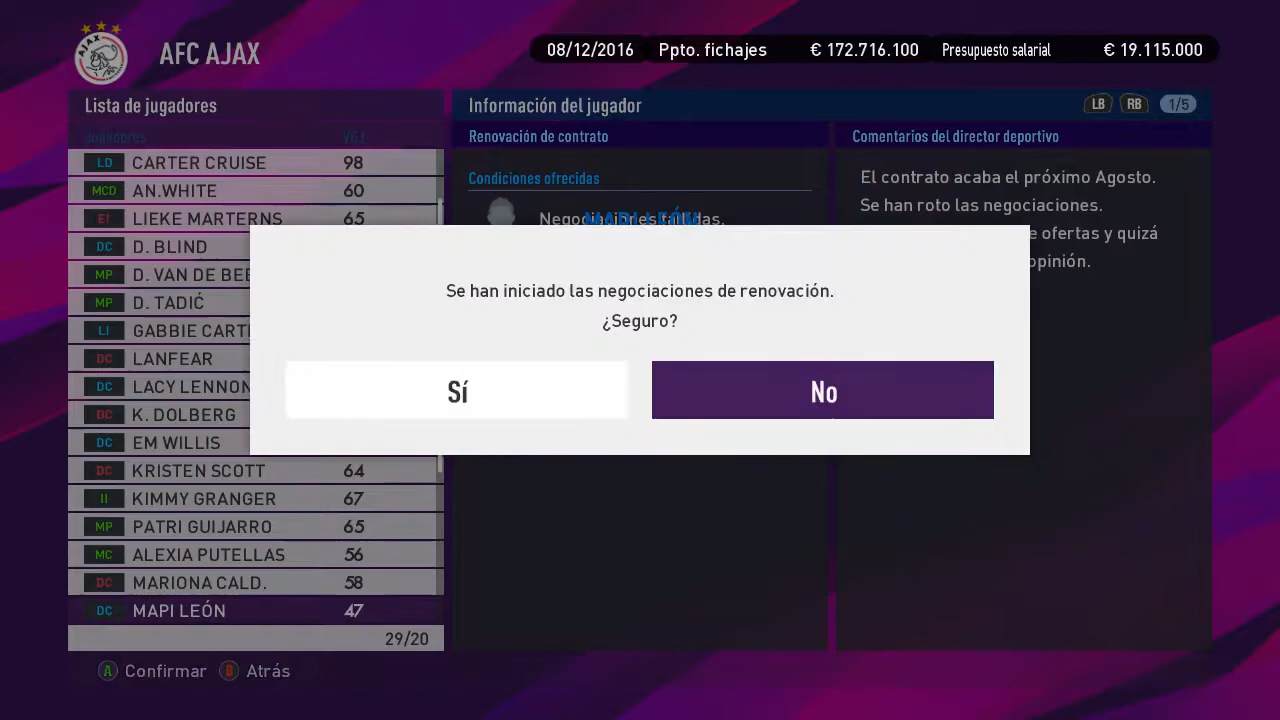 AFC AJAX
08/12/2016 Ppto. fichajes € 172.716.100 Presupuesto salarial € 19.115.000
Lista de jugadores
Jugadores
LD CARTER CRUISE 98
MCD AN.WHITE 60
EI LIEKE MARTERNS 65
DC D. BLIND
MP D. VAN DE BEE
MP D. TADIĆ
LI GABBIE CART
DC LANFEAR
DC LACY LENNON
DC K. DOLBERG
DC EM WILLIS
DC KRISTEN SCOTT 64
II KIMMY GRANGER 67
MP PATRI GUIJARRO 65
MC ALEXIA PUTELLAS 56
DC MARIONA CALD. 58
DC MAPI LEÓN 47
29/20
Información del jugador
LB RB 1/5
Renovación de contrato
Condiciones ofrecidas
MAPI LEÓN
Negociaciones fallidas.
Comentarios del director deportivo
El contrato acaba el próximo Agosto.
Se han roto las negociaciones.
e ofertas y quizá
opinión.
Se han iniciado las negociaciones de renovación.
¿Seguro?
Sí
No
A Confirmar B Atrás